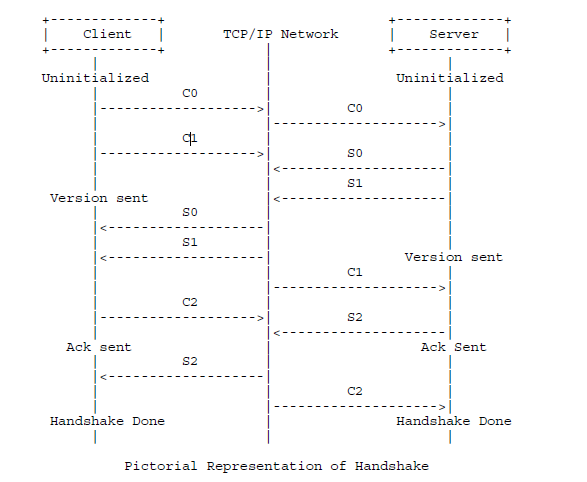 Client TCP/IP Network Server
Uninitialized Uninitialized
C0
C0
C1
S0
S1
Version sent
S0
S1
Version sent
C1
C2
S2
Ack sent Ack Sent
S2
C2
Handshake Done Handshake Done
Pictorial Representation of Handshake